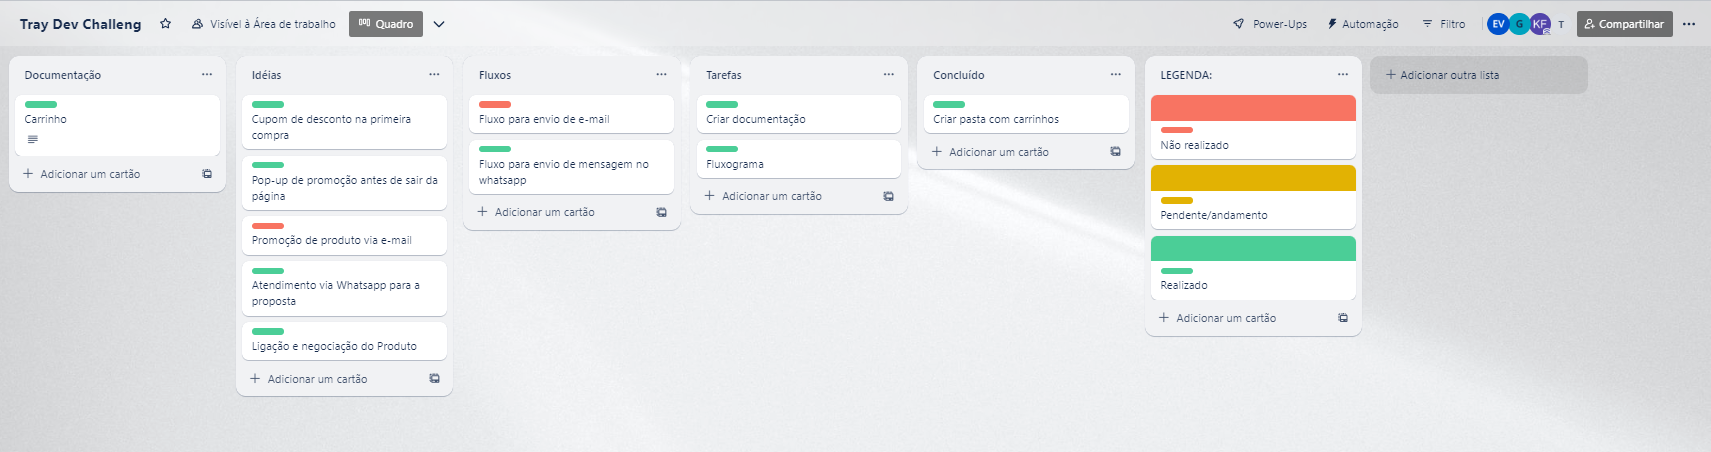 Tray Dev Challeng
Visível à Área de trabalho
Quadro
Power-Ups
Automação
Filtro
EV
G
KF
T
Compartilhar
Documentação
Carrinho
Adicionar um cartão
Idéias
Cupom de desconto na primeira
compra
Pop-up de promoção antes de sair da
página
Promoção de produto via e-mail
Atendimento via Whatsapp para a
proposta
Ligação e negociação do Produto
Adicionar um cartão
Fluxos
Fluxo para envio de e-mail
Fluxo para envio de mensagem no
whatsapp
Adicionar um cartão
Tarefas
Criar documentação
Fluxograma
Adicionar um cartão
Concluído
Criar pasta com carrinhos
Adicionar um cartão
LEGENDA:
Não realizado
Pendente/andamento
Realizado
Adicionar um cartão
Adicionar outra lista